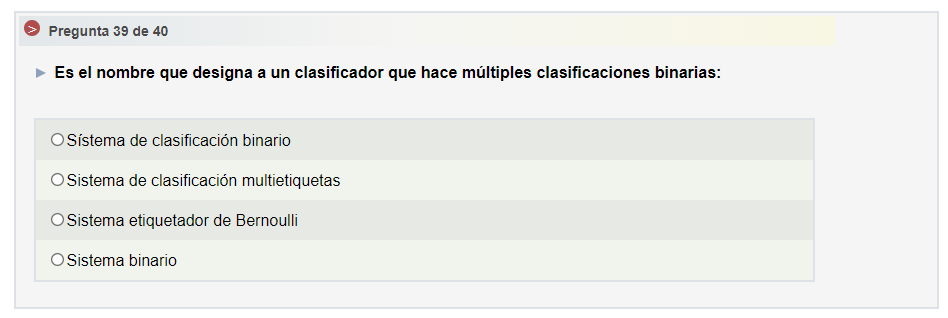 Pregunta 39 de 40
Es el nombre que designa a un clasificador que hace múltiples clasificaciones binarias:
Sístema de clasificación binario
Sistema de clasificación multietiquetas
Sistema etiquetador de Bernoulli
Sistema binario